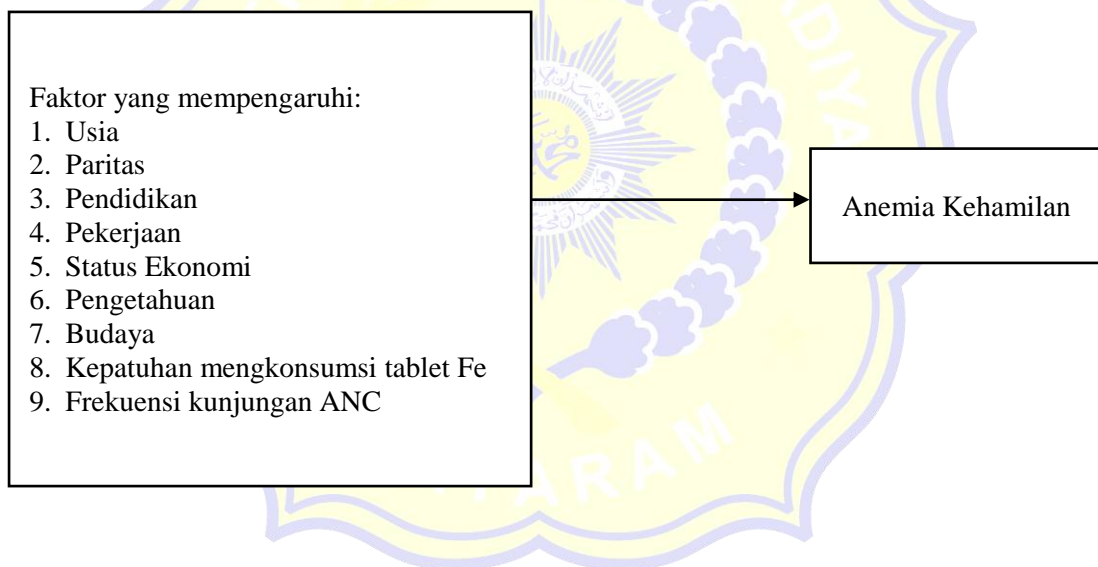 Faktor yang mempengaruhi:
1. Usia
2. Paritas
3. Pendidikan
4. Pekerjaan
5. Status Ekonomi
6. Pengetahuan
7. Budaya
8. Kepatuhan mengkonsumsi tablet Fe
9. Frekuensi kunjungan ANC
Anemia Kehamilan